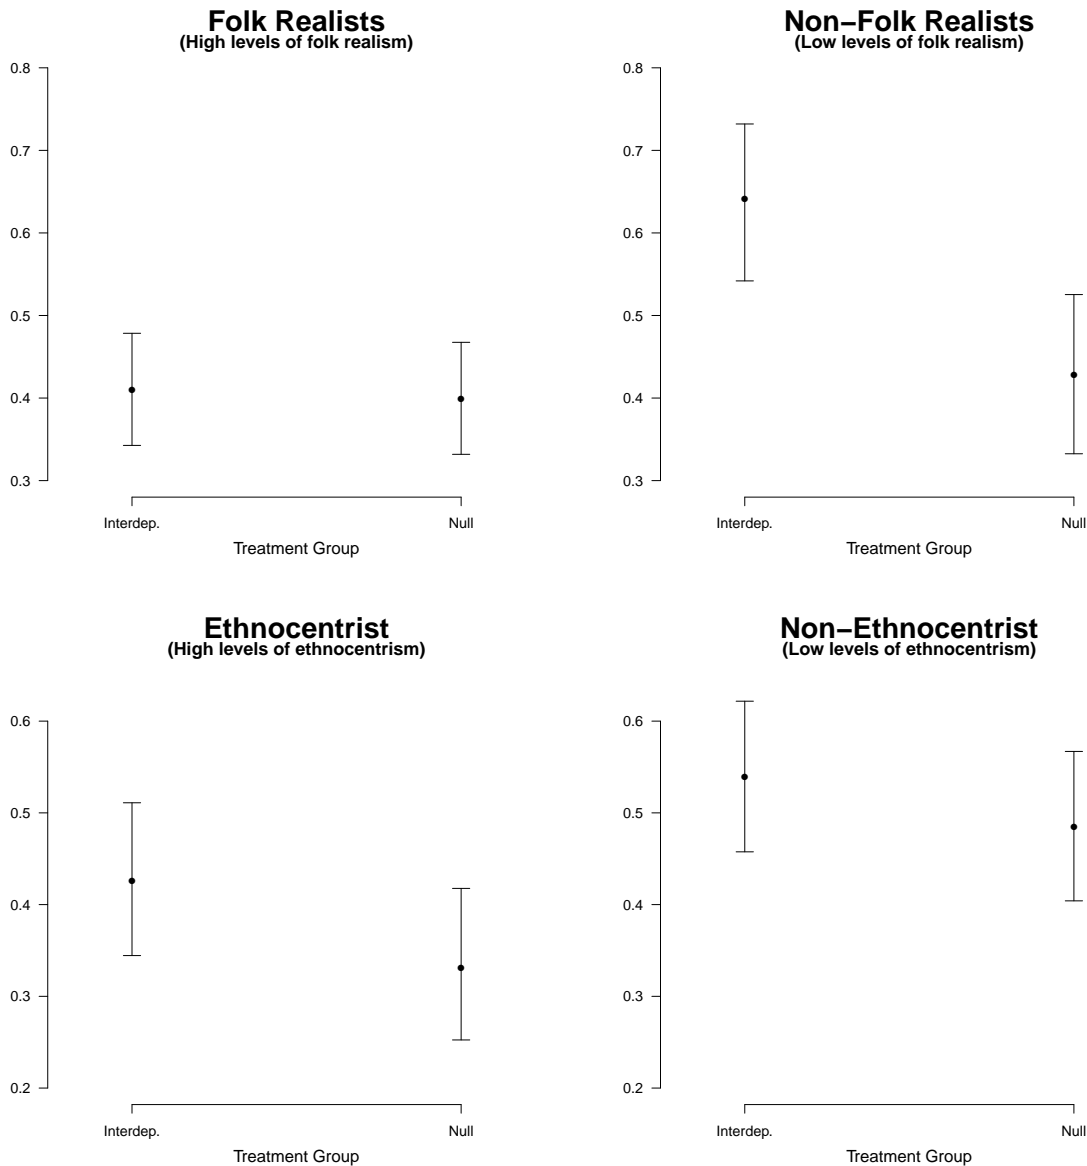 Folk Realists
(High levels of folk realism)
0.8
0.7
0.6
0.5
0.4
0.3
Interdep.
Null
Treatment Group
Non−Folk Realists
(Low levels of folk realism)
0.8
0.7
0.6
0.5
0.4
0.3
Interdep.
Null
Treatment Group
Ethnocentrist
(High levels of ethnocentrism)
0.6
0.5
0.4
0.3
0.2
Interdep.
Null
Treatment Group
Non−Ethnocentrist
(Low levels of ethnocentrism)
0.6
0.5
0.4
0.3
0.2
Interdep.
Null
Treatment Group